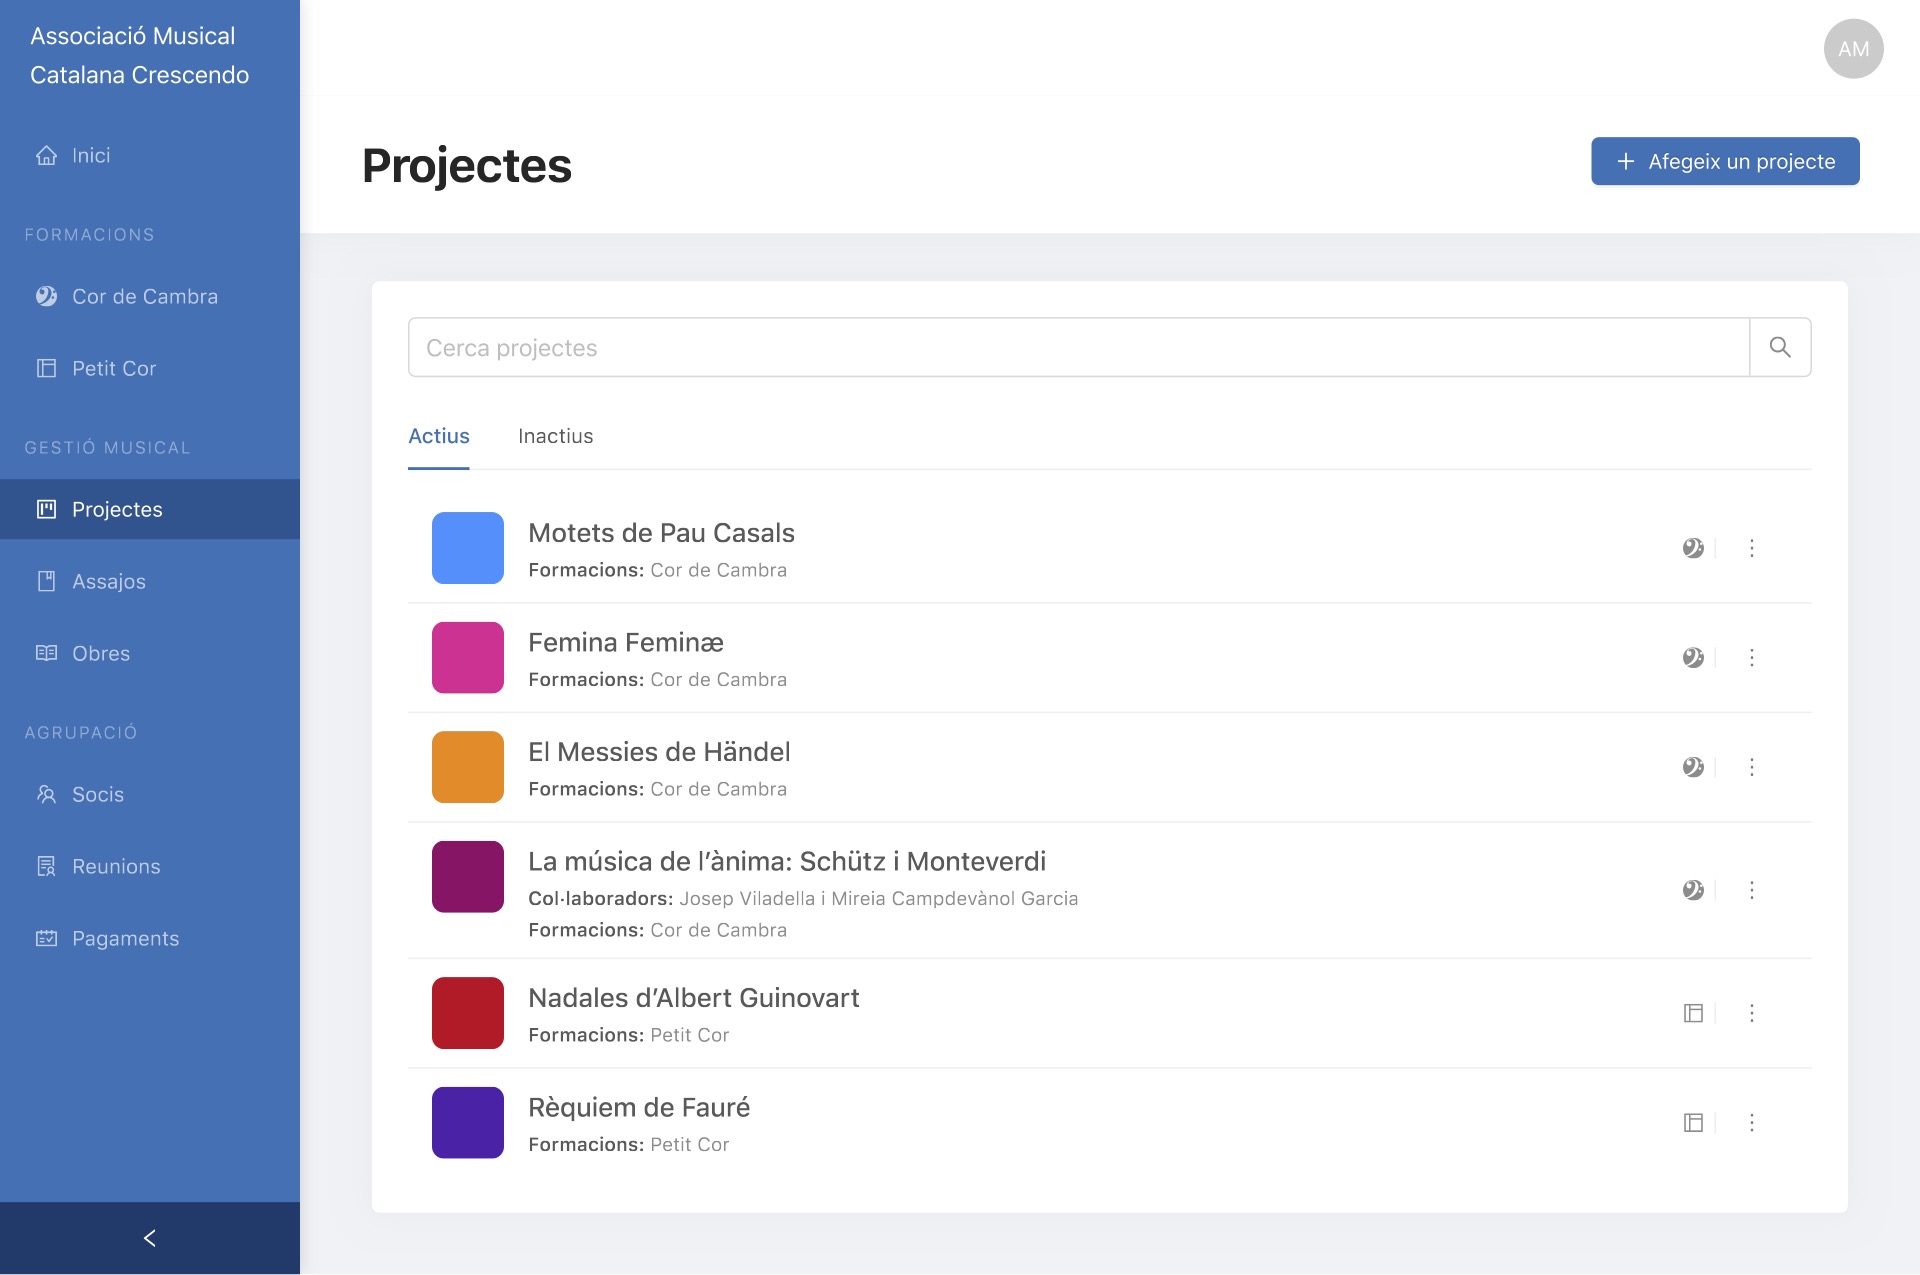 Associació Musical
Catalana Crescendo
AM
Inici
FORMACIONS
Cor de Cambra
Petit Cor
GESTIÓ MUSICAL
Projectes
Assajos
Obres
AGRUPACIÓ
Socis
Reunions
Pagaments
Projectes
Afegeix un projecte
Cerca projectes
Actius
Inactius
Motets de Pau Casals
Formacions: Cor de Cambra
Femina Feminæ
Formacions: Cor de Cambra
El Messies de Händel
Formacions: Cor de Cambra
La música de l’ànima: Schütz i Monteverdi
Col·laboradors: Josep Viladella i Mireia Campdevànol Garcia
Formacions: Cor de Cambra
Nadales d’Albert Guinovart
Formacions: Petit Cor
Rèquiem de Fauré
Formacions: Petit Cor